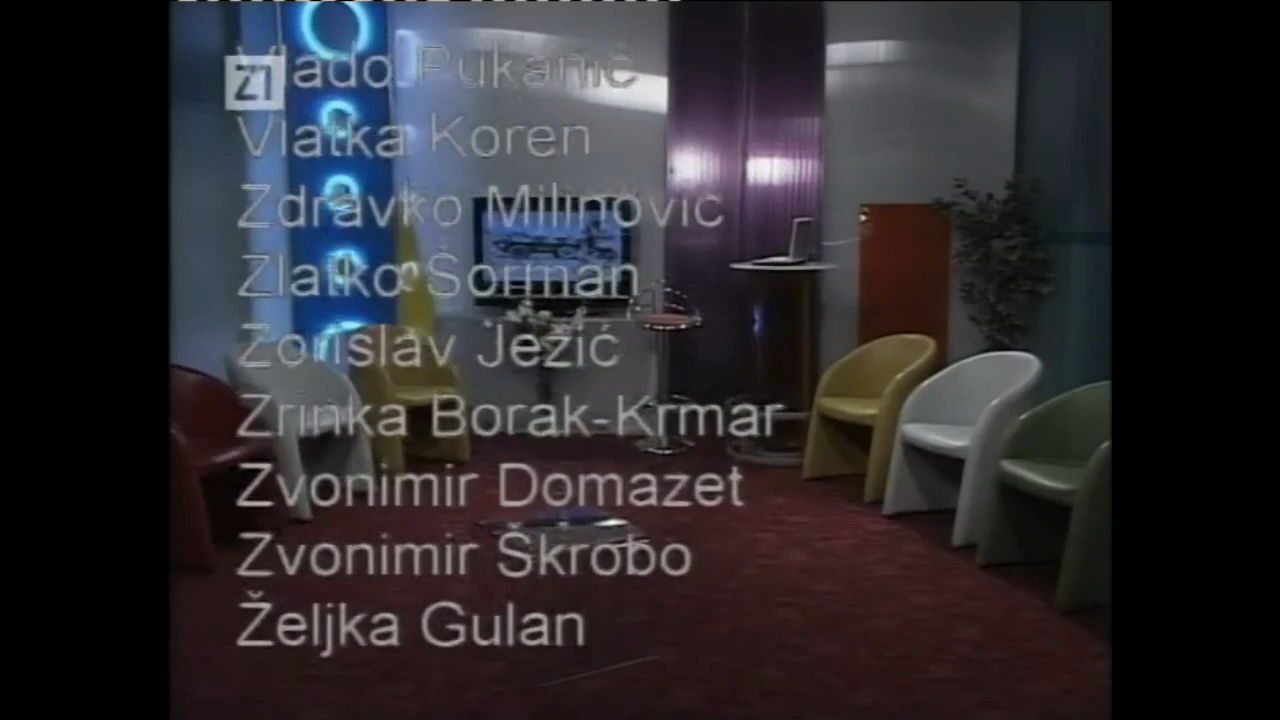 Vlado Pukanić
Z1
Vlatka Koren
Zdravko Milinović
Zlatko Šorman
Zorislav Ježić
Zrinka Borak-Krmar
Zvonimir Domazet
Zvonimir Škrobo
Željka Gulan